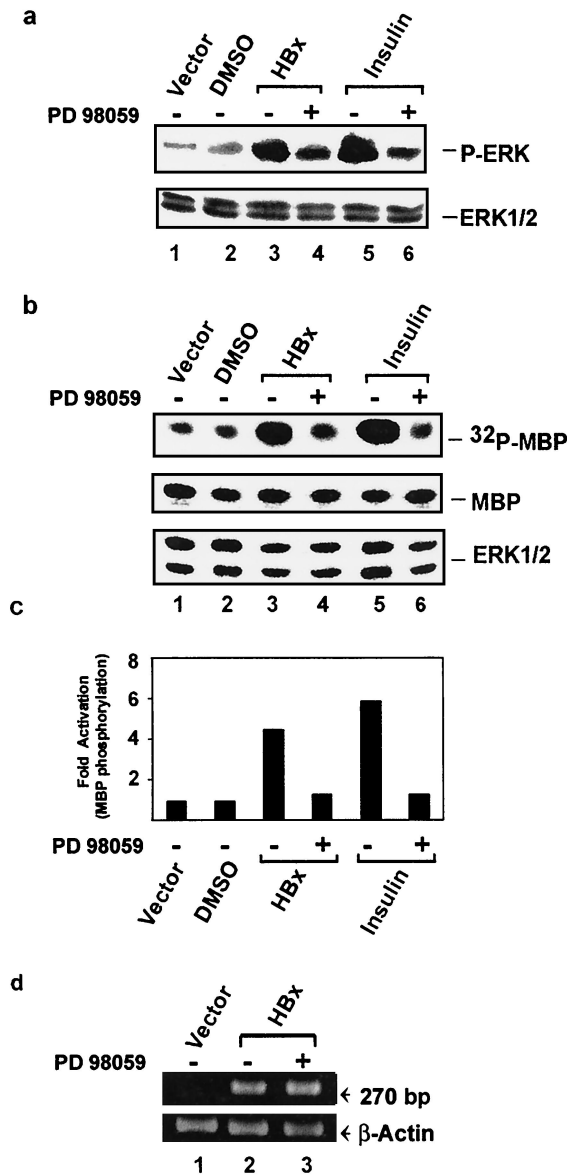 a
Vector DMSO HBx Insulin
PD 98059 - - - + - +
P-ERK
ERK1/2
1 2 3 4 5 6
b
Vector DMSO HBx Insulin
PD 98059 - - - + - +
32P-MBP
MBP
ERK1/2
1 2 3 4 5 6
c
Fold Activation
(MBP phosphorylation)
8
6
4
2
PD 98059 - - - + - +
Vector DMSO HBx Insulin
d
Vector HBx
PD 98059 - - +
270 bp
β-Actin
1 2 3